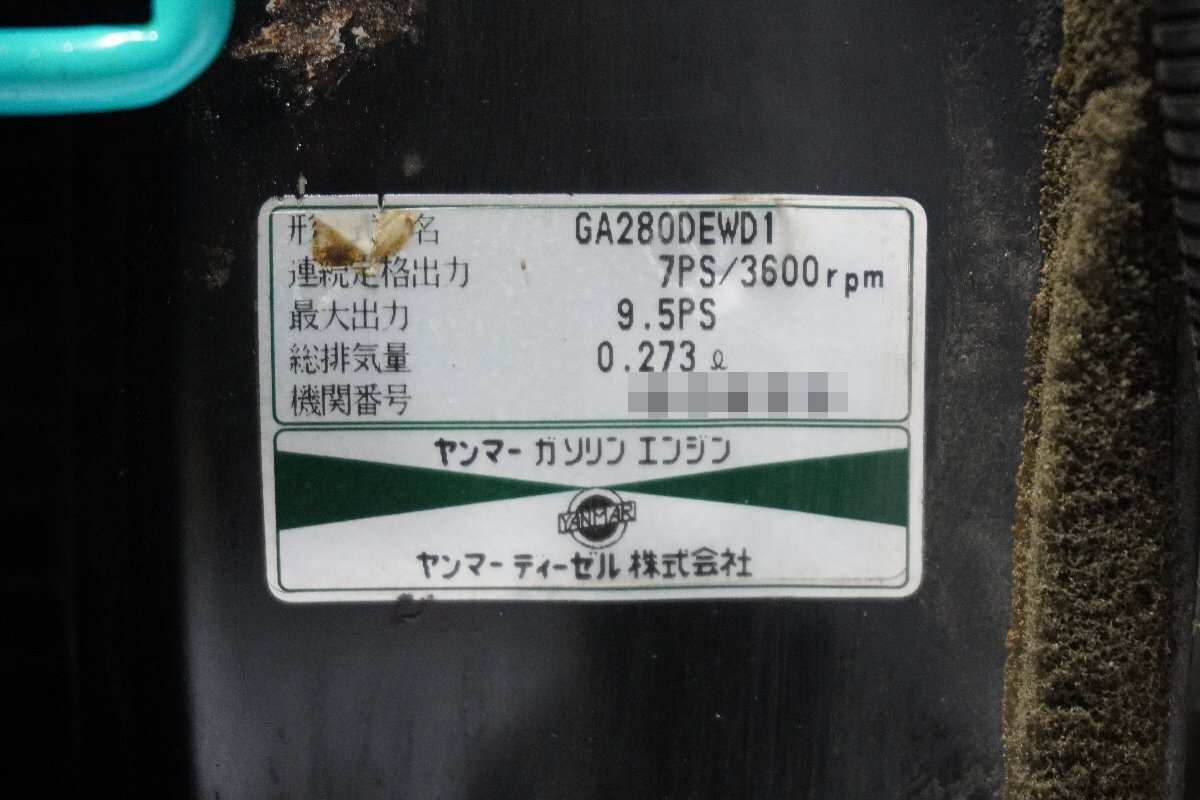 形 名 GA280DEWD1
連続定格出力 7PS/3600rpm
最大出力 9.5PS
総排気量 0.273ℓ
機関番号
ヤンマー ガソリン エンジン
YANMAR
ヤンマー ディーゼル 株式会社